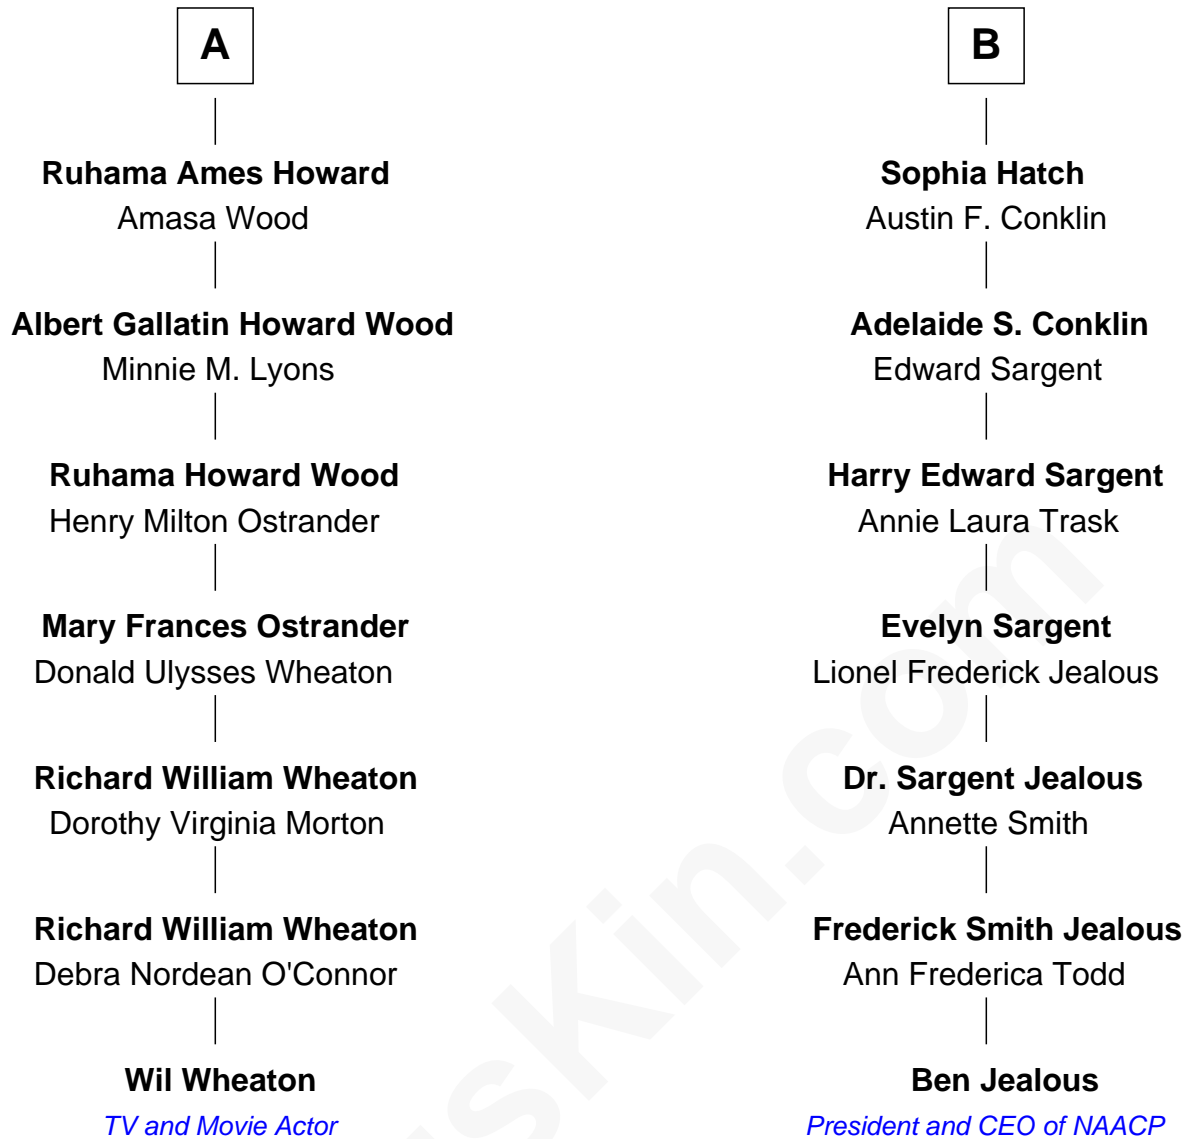 A
Ruhama Ames Howard
Amasa Wood
Albert Gallatin Howard Wood
Minnie M. Lyons
Ruhama Howard Wood
Henry Milton Ostrander
Mary Frances Ostrander
Donald Ulysses Wheaton
Richard William Wheaton
Dorothy Virginia Morton
Richard William Wheaton
Debra Nordean O'Connor
Wil Wheaton
TV and Movie Actor
B
Sophia Hatch
Austin F. Conklin
Adelaide S. Conklin
Edward Sargent
Harry Edward Sargent
Annie Laura Trask
Evelyn Sargent
Lionel Frederick Jealous
Dr. Sargent Jealous
Annette Smith
Frederick Smith Jealous
Ann Frederica Todd
Ben Jealous
President and CEO of NAACP